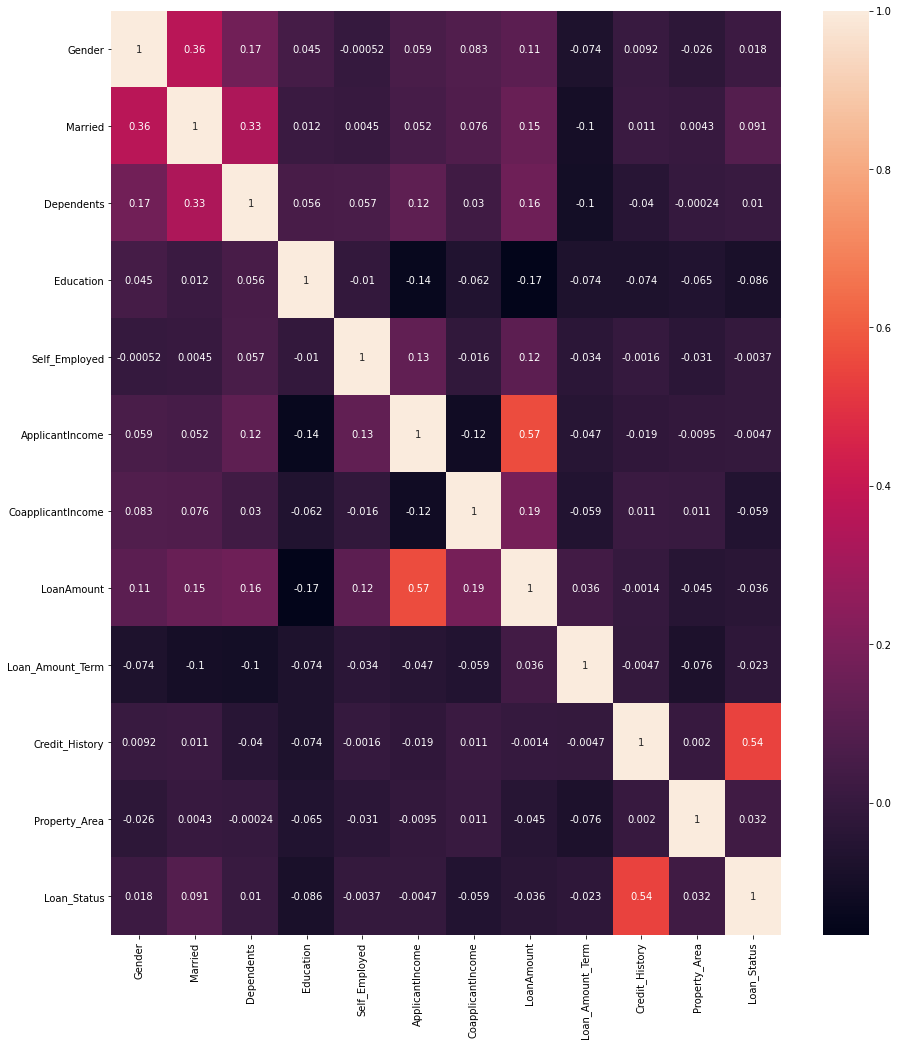 Gender 1 0.36 0.17 0.045 -0.00052 0.059 0.083 0.11 -0.074 0.0092 -0.026 0.018
Married 0.36 1 0.33 0.012 0.0045 0.052 0.076 0.15 -0.1 0.011 0.0043 0.091
Dependents 0.17 0.33 1 0.056 0.057 0.12 0.03 0.16 -0.1 -0.04 -0.00024 0.01
Education 0.045 0.012 0.056 1 -0.01 -0.14 -0.062 -0.17 -0.074 -0.074 -0.065 -0.086
Self_Employed -0.00052 0.0045 0.057 -0.01 1 0.13 -0.016 0.12 -0.034 -0.0016 -0.031 -0.0037
ApplicantIncome 0.059 0.052 0.12 -0.14 0.13 1 -0.12 0.57 -0.047 -0.019 -0.0095 -0.0047
CoapplicantIncome 0.083 0.076 0.03 -0.062 -0.016 -0.12 1 0.19 -0.059 0.011 0.011 -0.059
LoanAmount 0.11 0.15 0.16 -0.17 0.12 0.57 0.19 1 0.036 -0.0014 -0.045 -0.036
Loan_Amount_Term -0.074 -0.1 -0.1 -0.074 -0.034 -0.047 -0.059 0.036 1 -0.0047 -0.076 -0.023
Credit_History 0.0092 0.011 -0.04 -0.074 -0.0016 -0.019 0.011 -0.0014 -0.0047 1 0.002 0.54
Property_Area -0.026 0.0043 -0.00024 -0.065 -0.031 -0.0095 0.011 -0.045 -0.076 0.002 1 0.032
Loan_Status 0.018 0.091 0.01 -0.086 -0.0037 -0.0047 -0.059 -0.036 -0.023 0.54 0.032 1
Gender
Married
Dependents
Education
Self_Employed
ApplicantIncome
CoapplicantIncome
LoanAmount
Loan_Amount_Term
Credit_History
Property_Area
Loan_Status
1.0
0.8
0.6
0.4
0.2
0.0